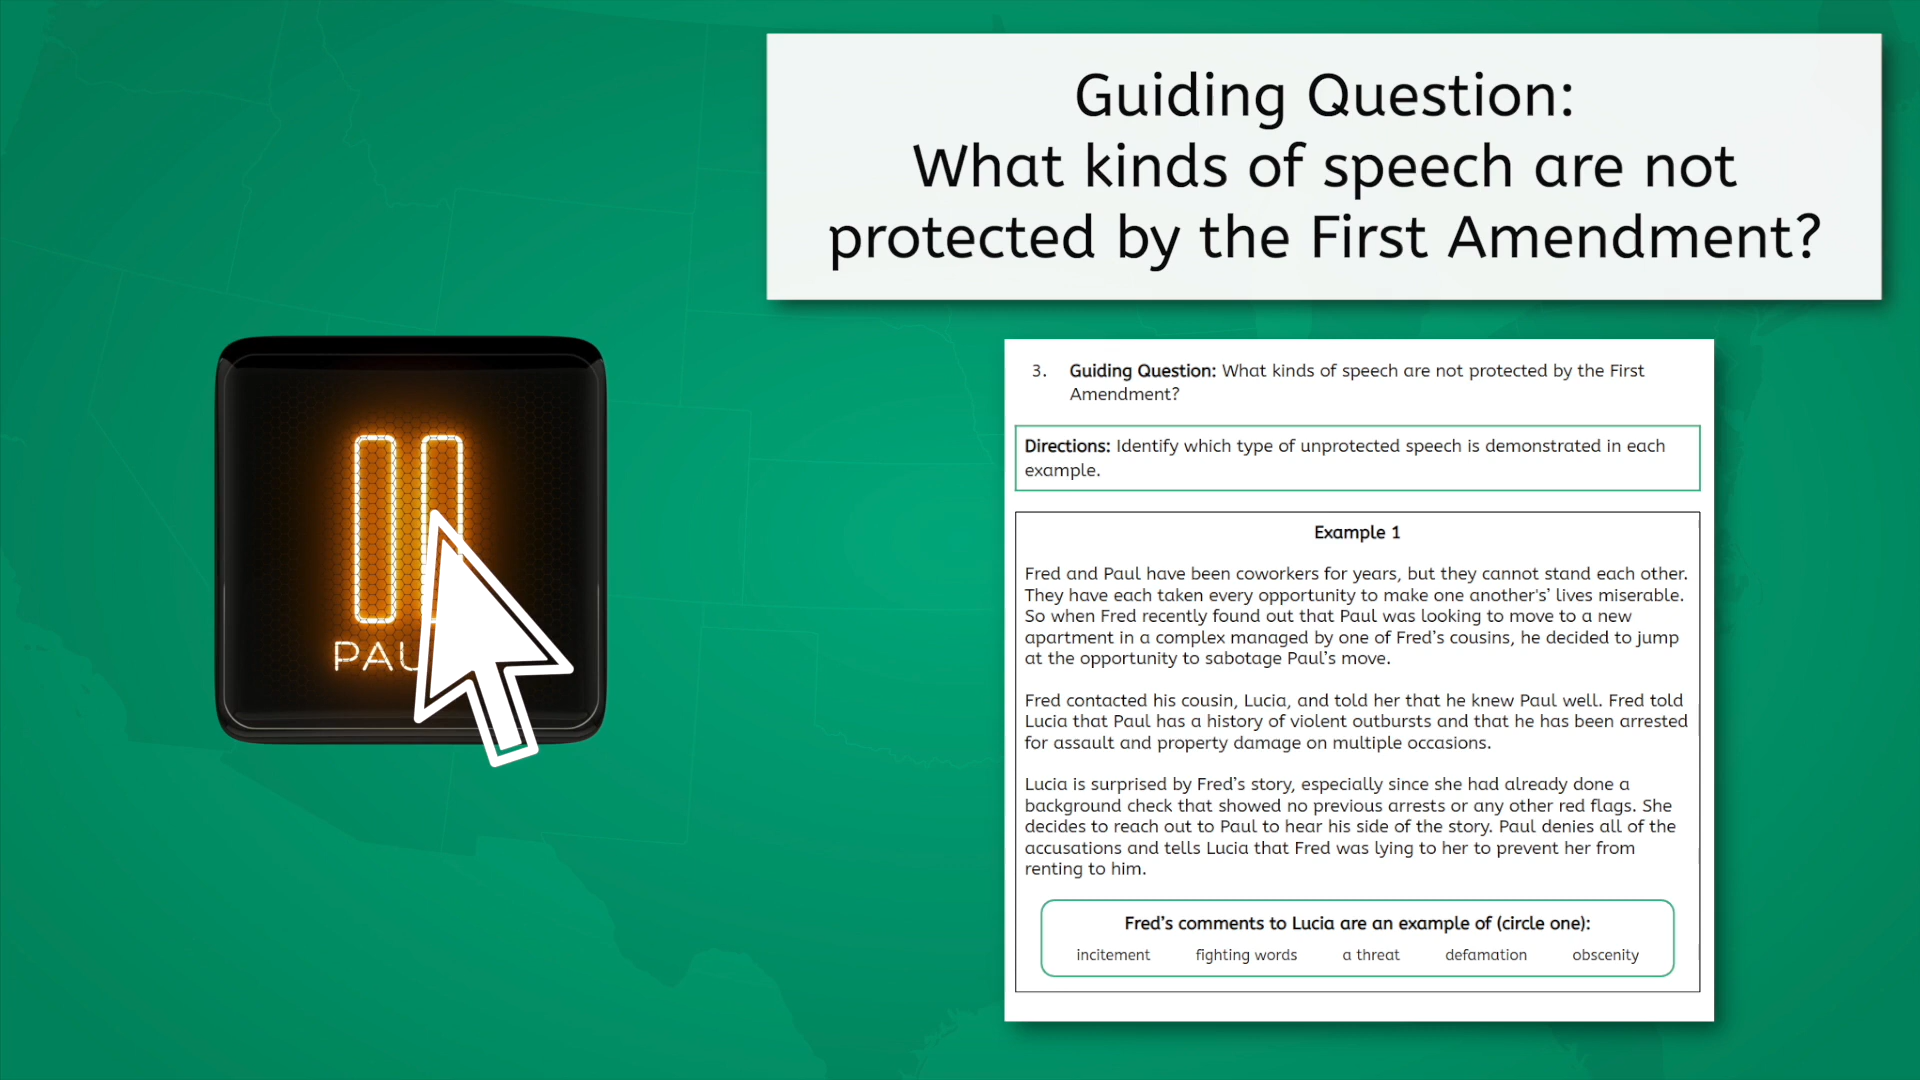 Guiding Question:
What kinds of speech are not
protected by the First Amendment?
PAU
3. Guiding Question: What kinds of speech are not protected by the First
Amendment?
Directions: Identify which type of unprotected speech is demonstrated in each
example.
Example 1
Fred and Paul have been coworkers for years, but they cannot stand each other.
They have each taken every opportunity to make one another's’ lives miserable.
So when Fred recently found out that Paul was looking to move to a new
apartment in a complex managed by one of Fred’s cousins, he decided to jump
at the opportunity to sabotage Paul’s move.
Fred contacted his cousin, Lucia, and told her that he knew Paul well. Fred told
Lucia that Paul has a history of violent outbursts and that he has been arrested
for assault and property damage on multiple occasions.
Lucia is surprised by Fred’s story, especially since she had already done a
background check that showed no previous arrests or any other red flags. She
decides to reach out to Paul to hear his side of the story. Paul denies all of the
accusations and tells Lucia that Fred was lying to her to prevent her from
renting to him.
Fred’s comments to Lucia are an example of (circle one):
incitement fighting words a threat defamation obscenity